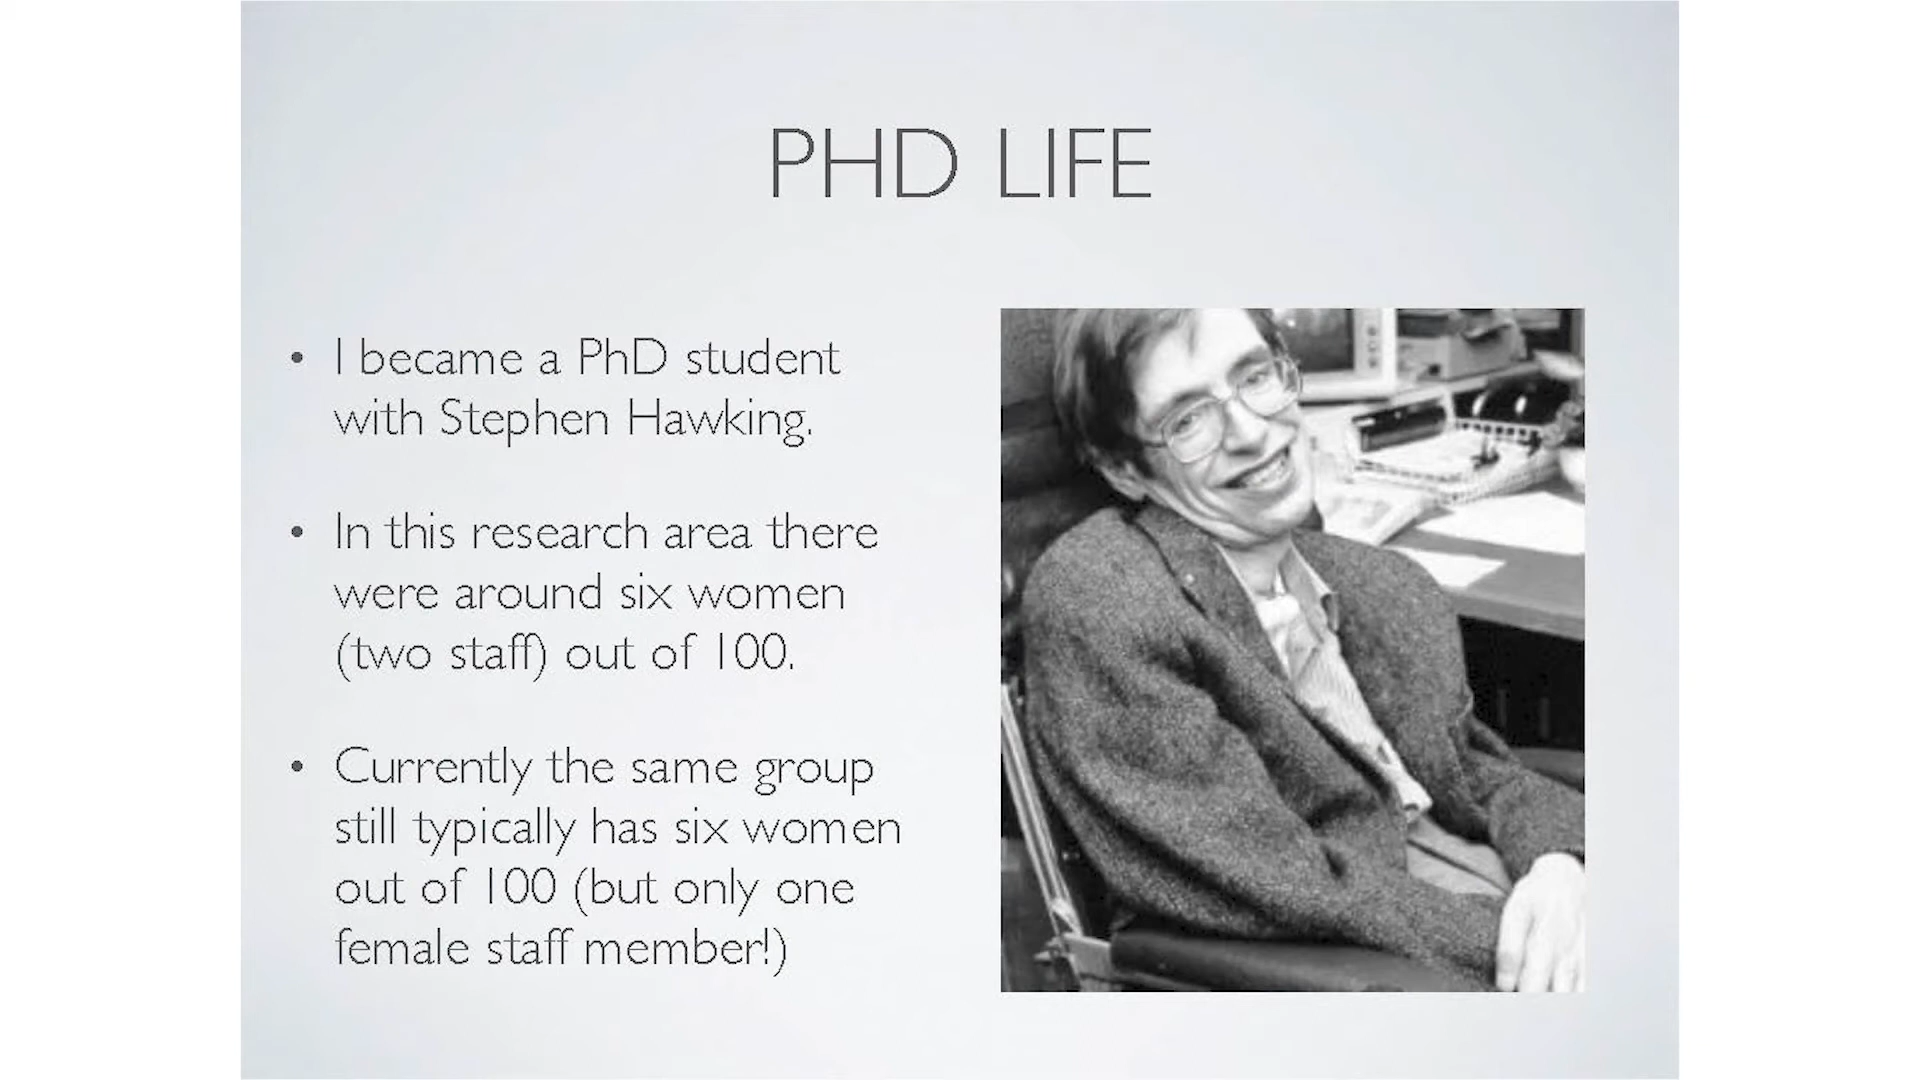 PHD LIFE
• I became a PhD student
with Stephen Hawking.
• In this research area there
were around six women
(two staff) out of 100.
• Currently the same group
still typically has six women
out of 100 (but only one
female staff member!)